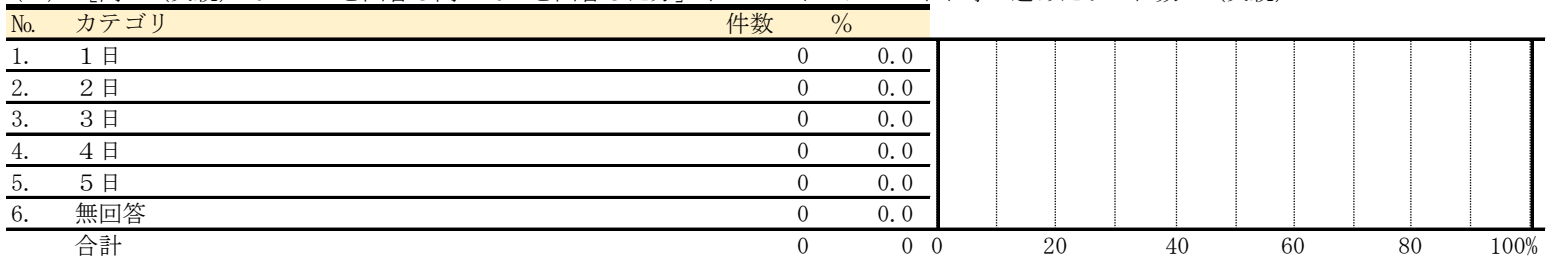 № カテゴリ 件数 %
1. 1日 0 0.0
2. 2日 0 0.0
3. 3日 0 0.0
4. 4日 0 0.0
5. 5日 0 0.0
6. 無回答 0 0.0
合計 0 0 0 20 40 60 80 100%